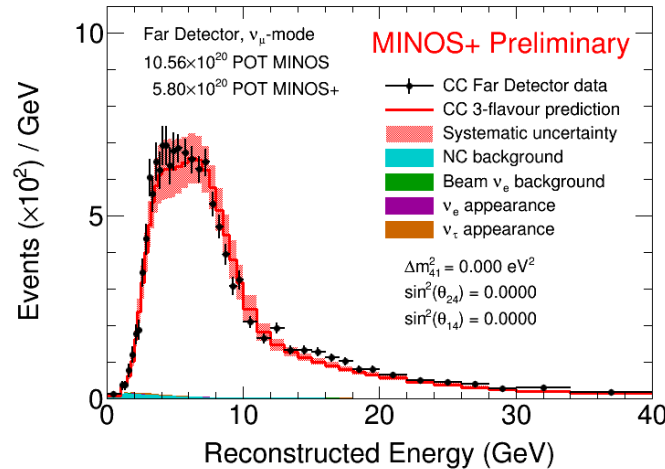 Far Detector, νμ-mode
10.56×10²⁰ POT MINOS
5.80×10²⁰ POT MINOS+
MINOS+ Preliminary
CC Far Detector data
CC 3-flavour prediction
Systematic uncertainty
NC background
Beam νe background
νe appearance
ντ appearance
Δm²₄₁ = 0.000 eV²
sin²(θ₂₄) = 0.0000
sin²(θ₁₄) = 0.0000
Events (×10²) / GeV
10
5
0
0 10 20 30 40
Reconstructed Energy (GeV)